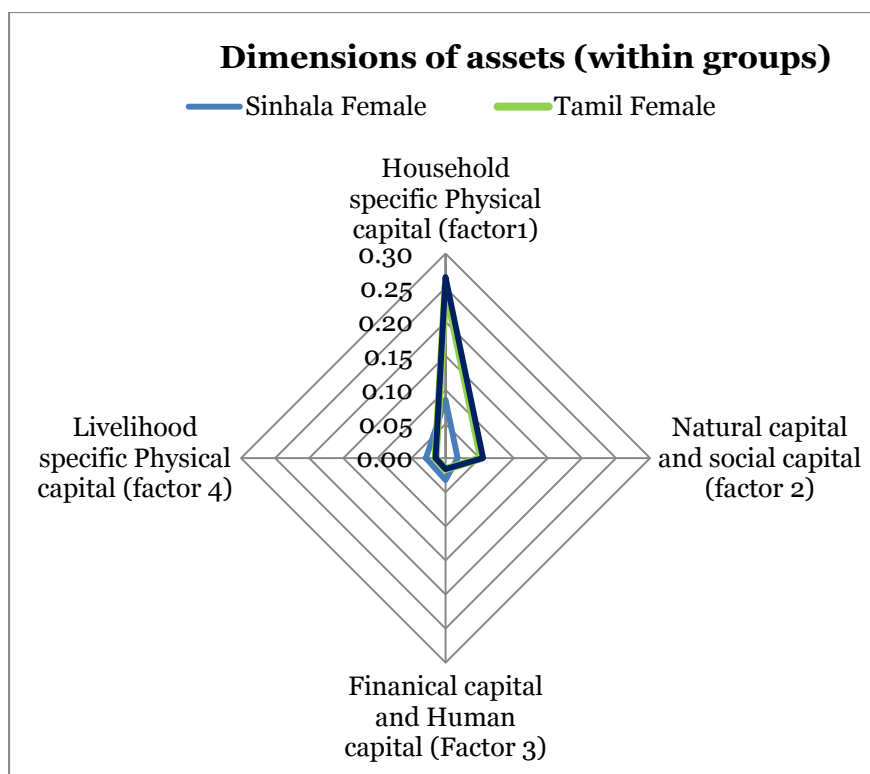 Dimensions of assets (within groups)
Sinhala Female
Tamil Female
Household
specific Physical
capital (factor1)
0.30
0.25
0.20
0.15
0.10
0.05
0.00
Livelihood
specific Physical
capital (factor 4)
Natural capital
and social capital
(factor 2)
Finanical capital
and Human
capital (Factor 3)